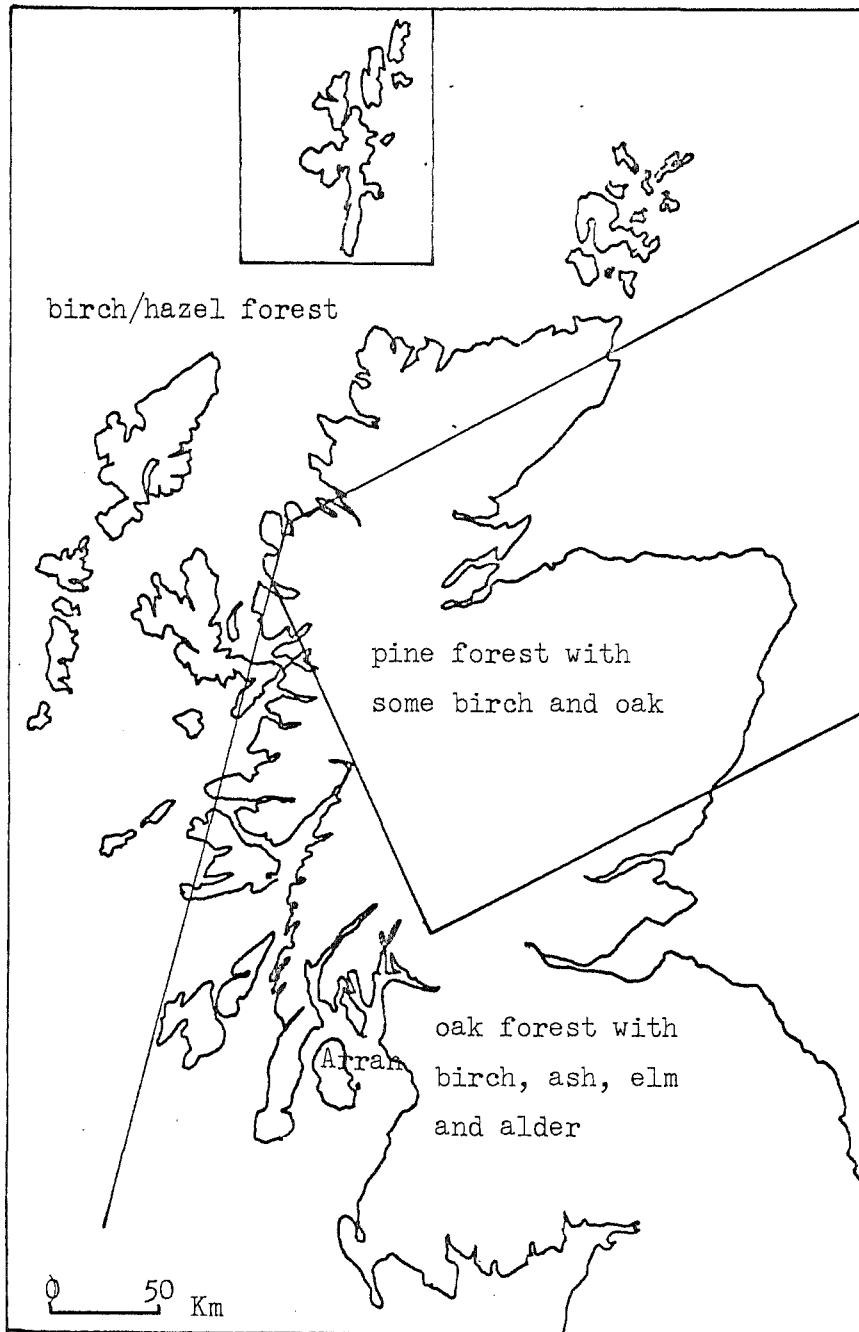 birch/hazel forest
pine forest with
some birch and oak
oak forest with
Arran
birch, ash, elm
and alder
0 50 Km